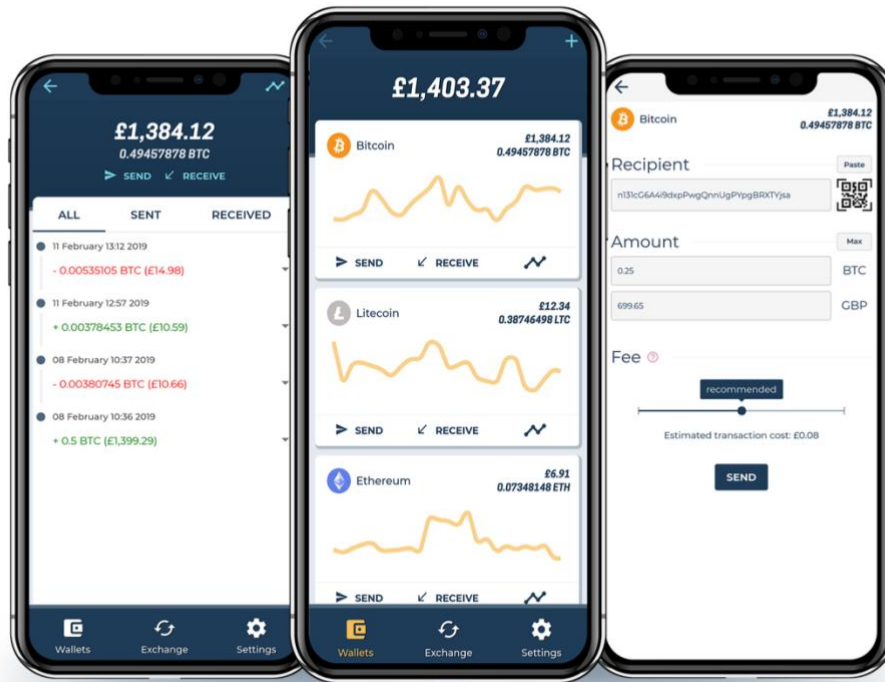 £1,384.12
0.49457878 BTC
SEND RECEIVE
ALL SENT RECEIVED
11 February 13:12 2019
- 0.00535105 BTC (£14.98)
11 February 12:57 2019
+ 0.00378453 BTC (£10.59)
08 February 10:37 2019
- 0.00380745 BTC (£10.66)
08 February 10:36 2019
+ 0.5 BTC (£1,399.29)
Wallets Exchange Settings
£1,403.37
Bitcoin £1,384.12
0.49457878 BTC
SEND RECEIVE
Litecoin £12.34
0.38746498 LTC
SEND RECEIVE
Ethereum £6.91
0.07348148 ETH
SEND RECEIVE
Wallets Exchange Settings
Bitcoin £1,384.12
0.49457878 BTC
Recipient Paste
n131cG6A4i9dxpPwgQnnUgPYpgBRXTYjsa
Amount Max
0.25 BTC
699.65 GBP
Fee
recommended
Estimated transaction cost: £0.08
SEND